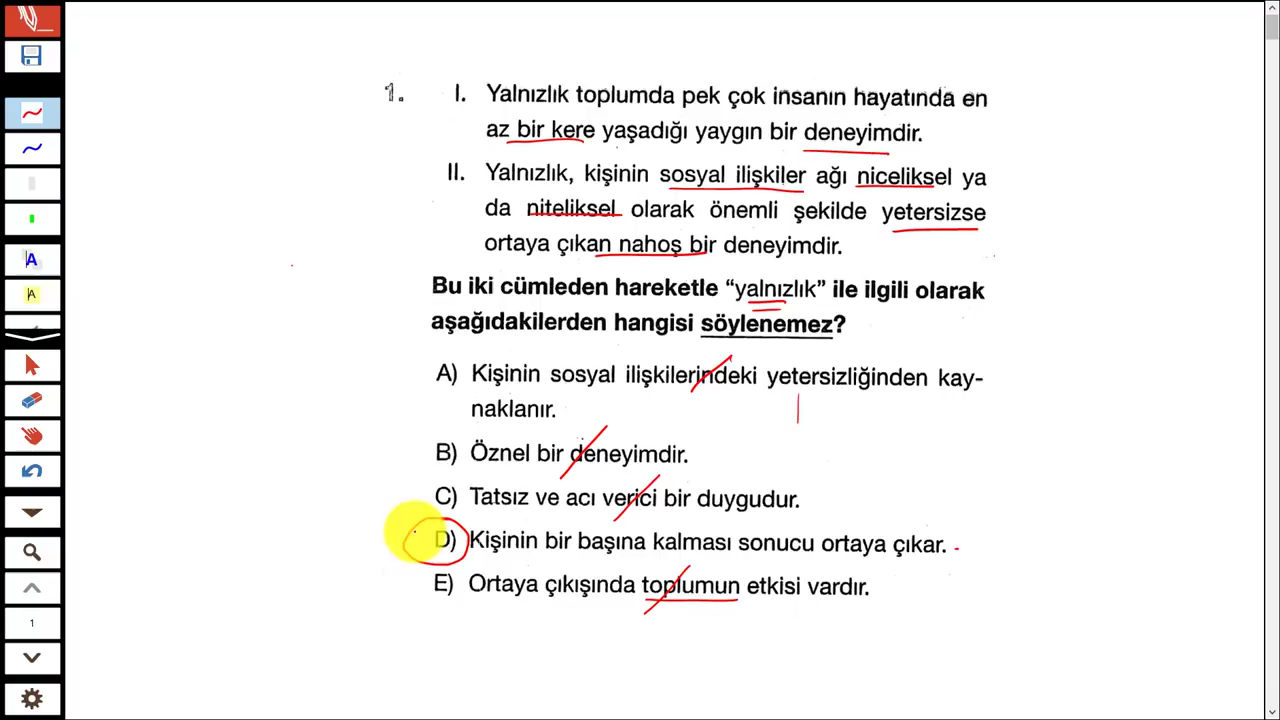 1. I. Yalnızlık toplumda pek çok insanın hayatında en
az bir kere yaşadığı yaygın bir deneyimdir.
II. Yalnızlık, kişinin sosyal ilişkiler ağı niceliksel ya
da niteliksel olarak önemli şekilde yetersizse
ortaya çıkan nahoş bir deneyimdir.
Bu iki cümleden hareketle “yalnızlık” ile ilgili olarak
aşağıdakilerden hangisi söylenemez?
A) Kişinin sosyal ilişkilerindeki yetersizliğinden kay-
naklanır.
B) Öznel bir deneyimdir.
C) Tatsız ve acı verici bir duygudur.
D) Kişinin bir başına kalması sonucu ortaya çıkar.
E) Ortaya çıkışında toplumun etkisi vardır.
A
A
1